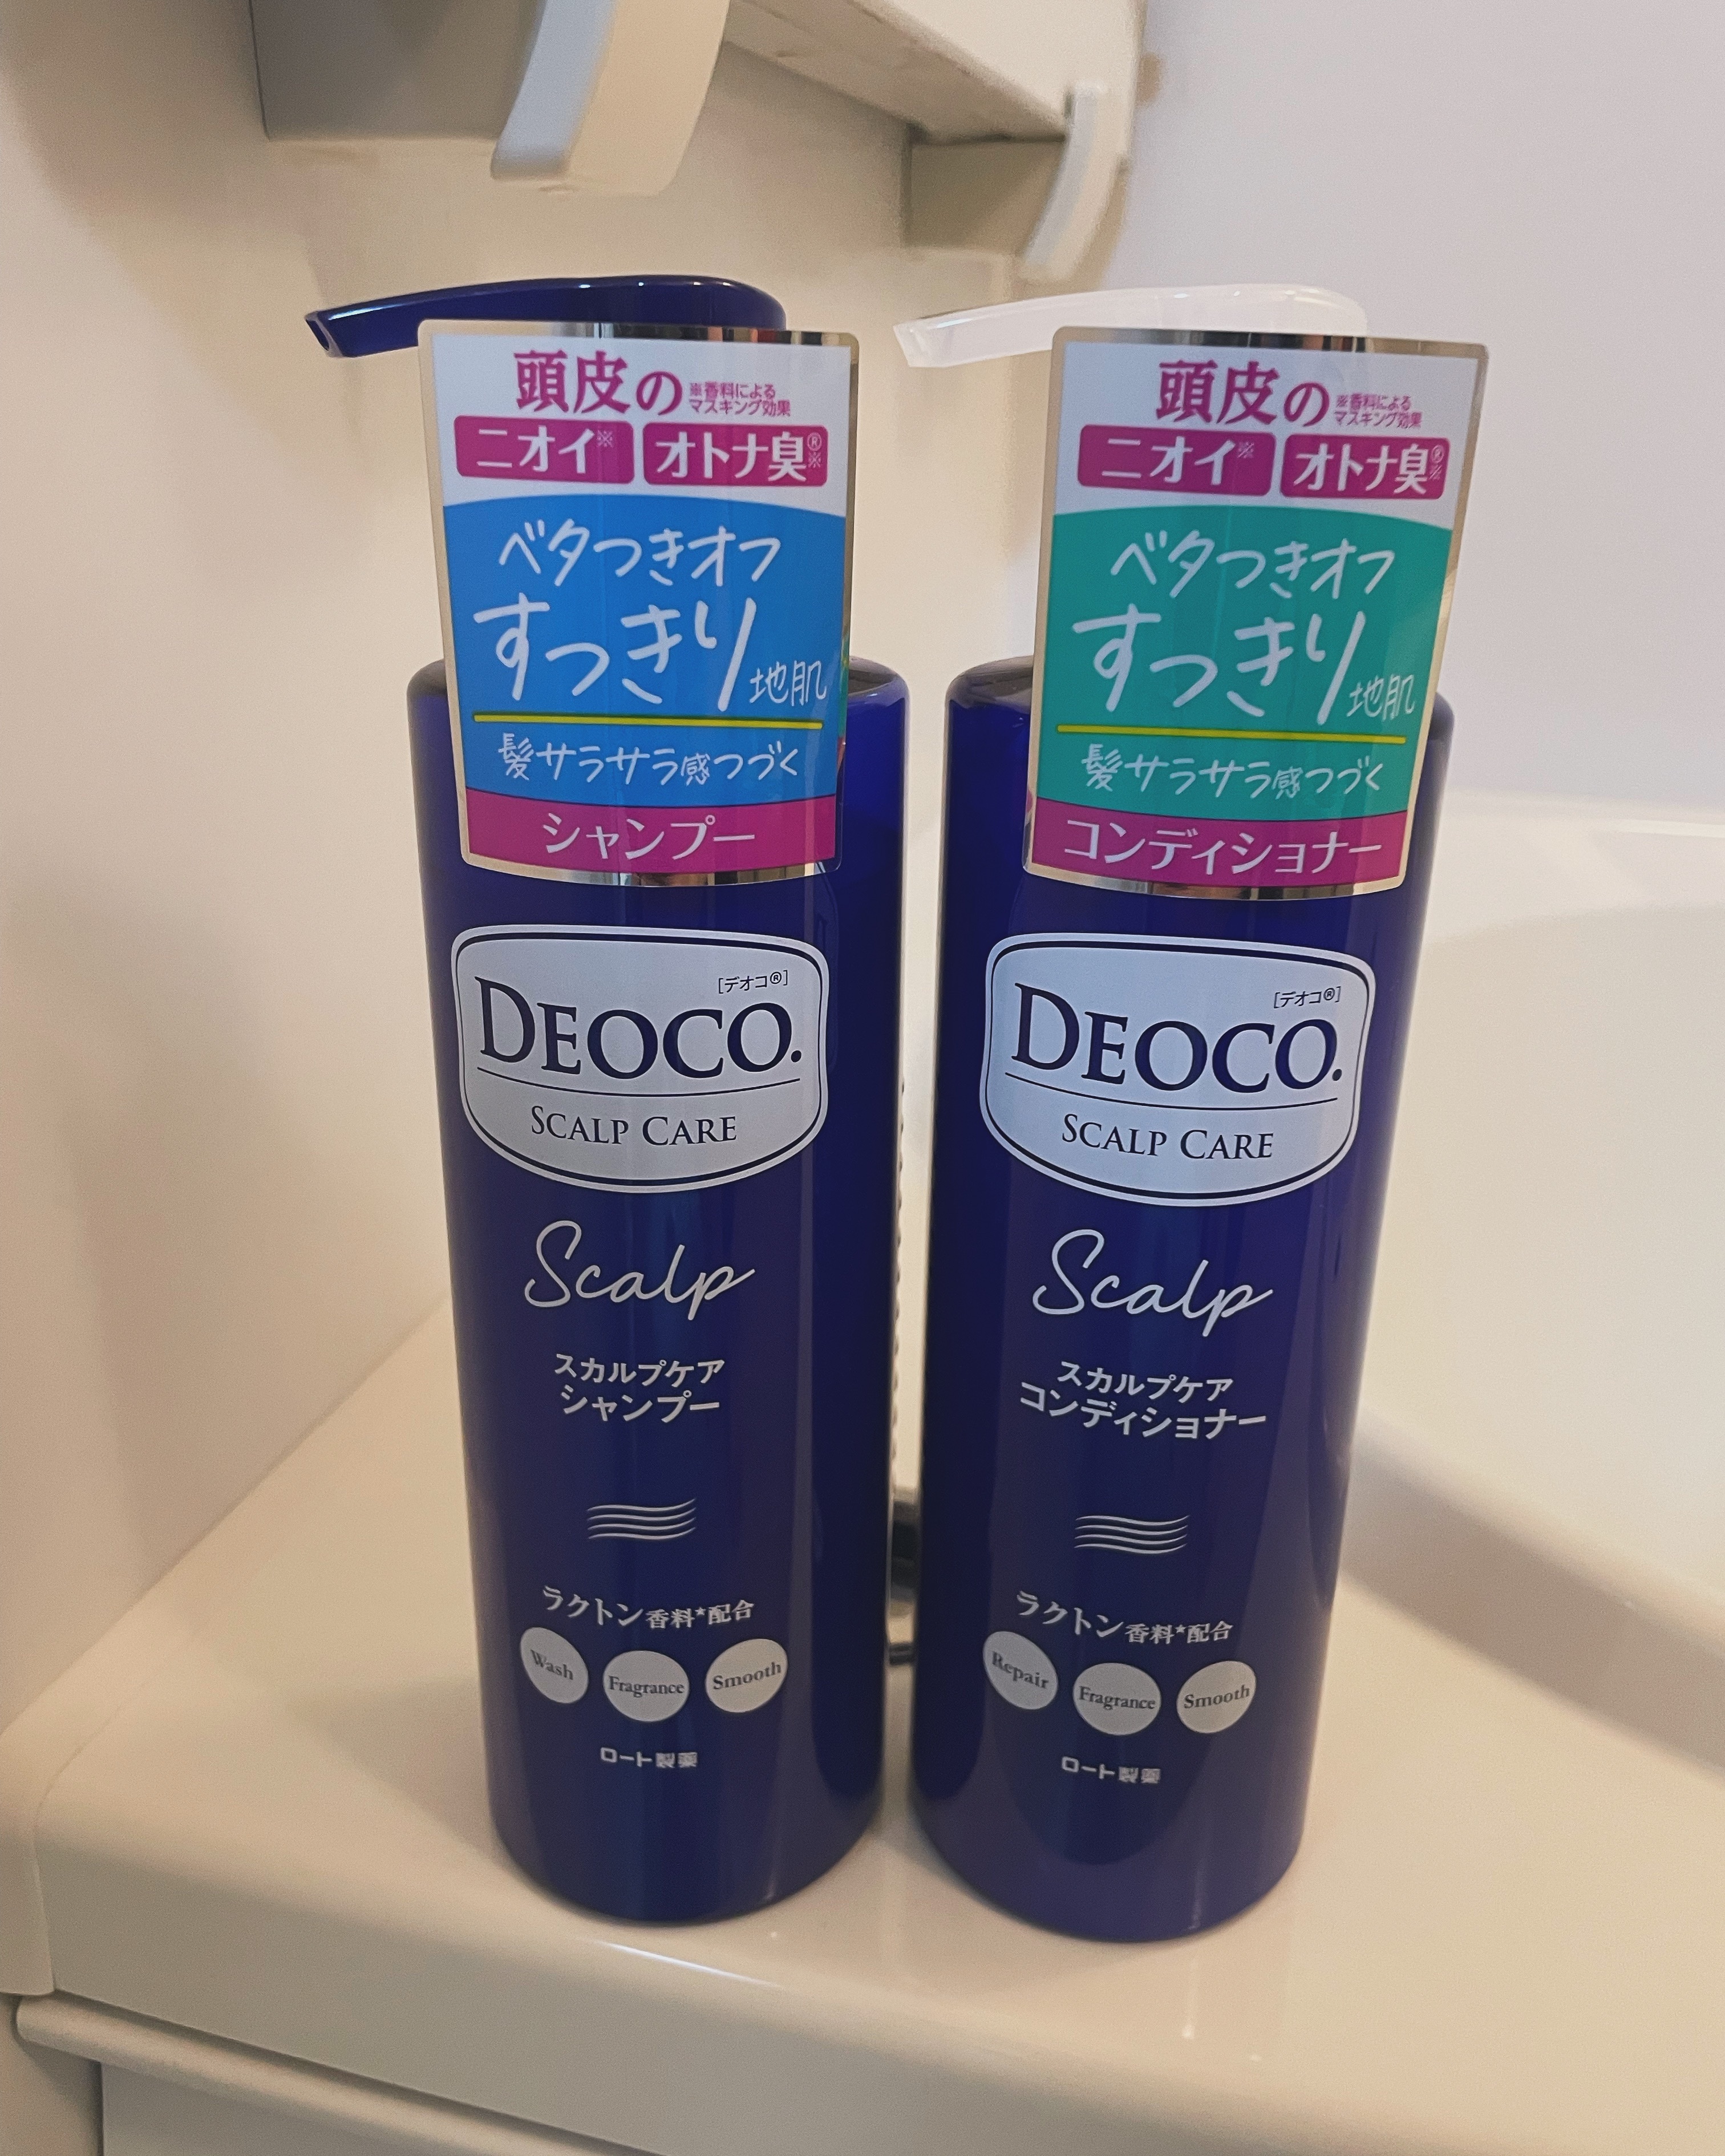 頭皮の ※香料による
マスキング効果
ニオイ※ オトナ臭®※
ベタつきオフ
すっきり地肌
髪サラサラ感つづく
シャンプー
[デオコ®]
DEOCO.
SCALP CARE
Scalp
スカルプケア
シャンプー
ラクトン香料*配合
Wash Fragrance Smooth
ロート製薬
頭皮の ※香料による
マスキング効果
ニオイ※ オトナ臭®※
ベタつきオフ
すっきり地肌
髪サラサラ感つづく
コンディショナー
[デオコ®]
DEOCO.
SCALP CARE
Scalp
スカルプケア
コンディショナー
ラクトン香料*配合
Repair Fragrance Smooth
ロート製薬